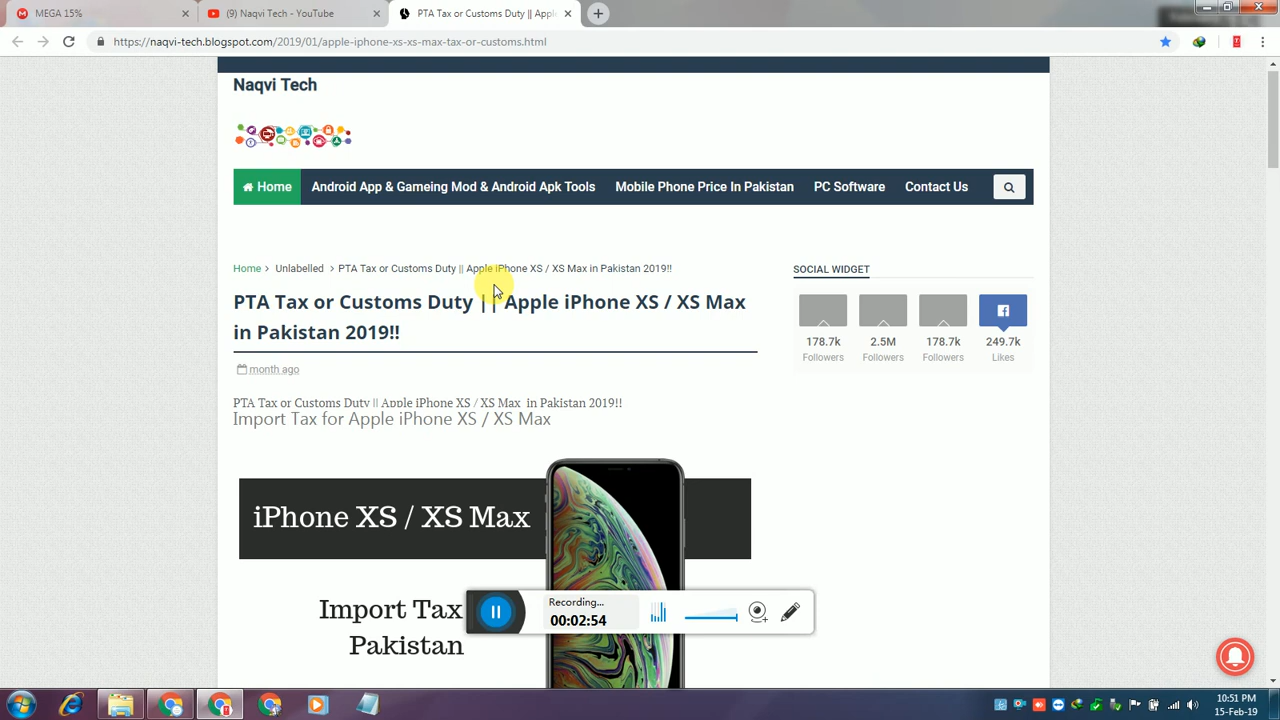 MEGA 15%
(9) Naqvi Tech - YouTube
PTA Tax or Customs Duty || Apple
https://naqvi-tech.blogspot.com/2019/01/apple-iphone-xs-xs-max-tax-or-customs.html
Naqvi Tech
Home
Android App & Gameing Mod & Android Apk Tools
Mobile Phone Price In Pakistan
PC Software
Contact Us
Home > Unlabelled > PTA Tax or Customs Duty || Apple iPhone XS / XS Max in Pakistan 2019!!
PTA Tax or Customs Duty || Apple iPhone XS / XS Max
in Pakistan 2019!!
month ago
PTA Tax or Customs Duty || Apple iPhone XS / XS Max in Pakistan 2019!!
Import Tax for Apple iPhone XS / XS Max
SOCIAL WIDGET
178.7k
2.5M
178.7k
249.7k
Followers
Followers
Followers
Likes
iPhone XS / XS Max
Import Tax
Pakistan
Recording...
00:02:54
10:51 PM
15-Feb-19